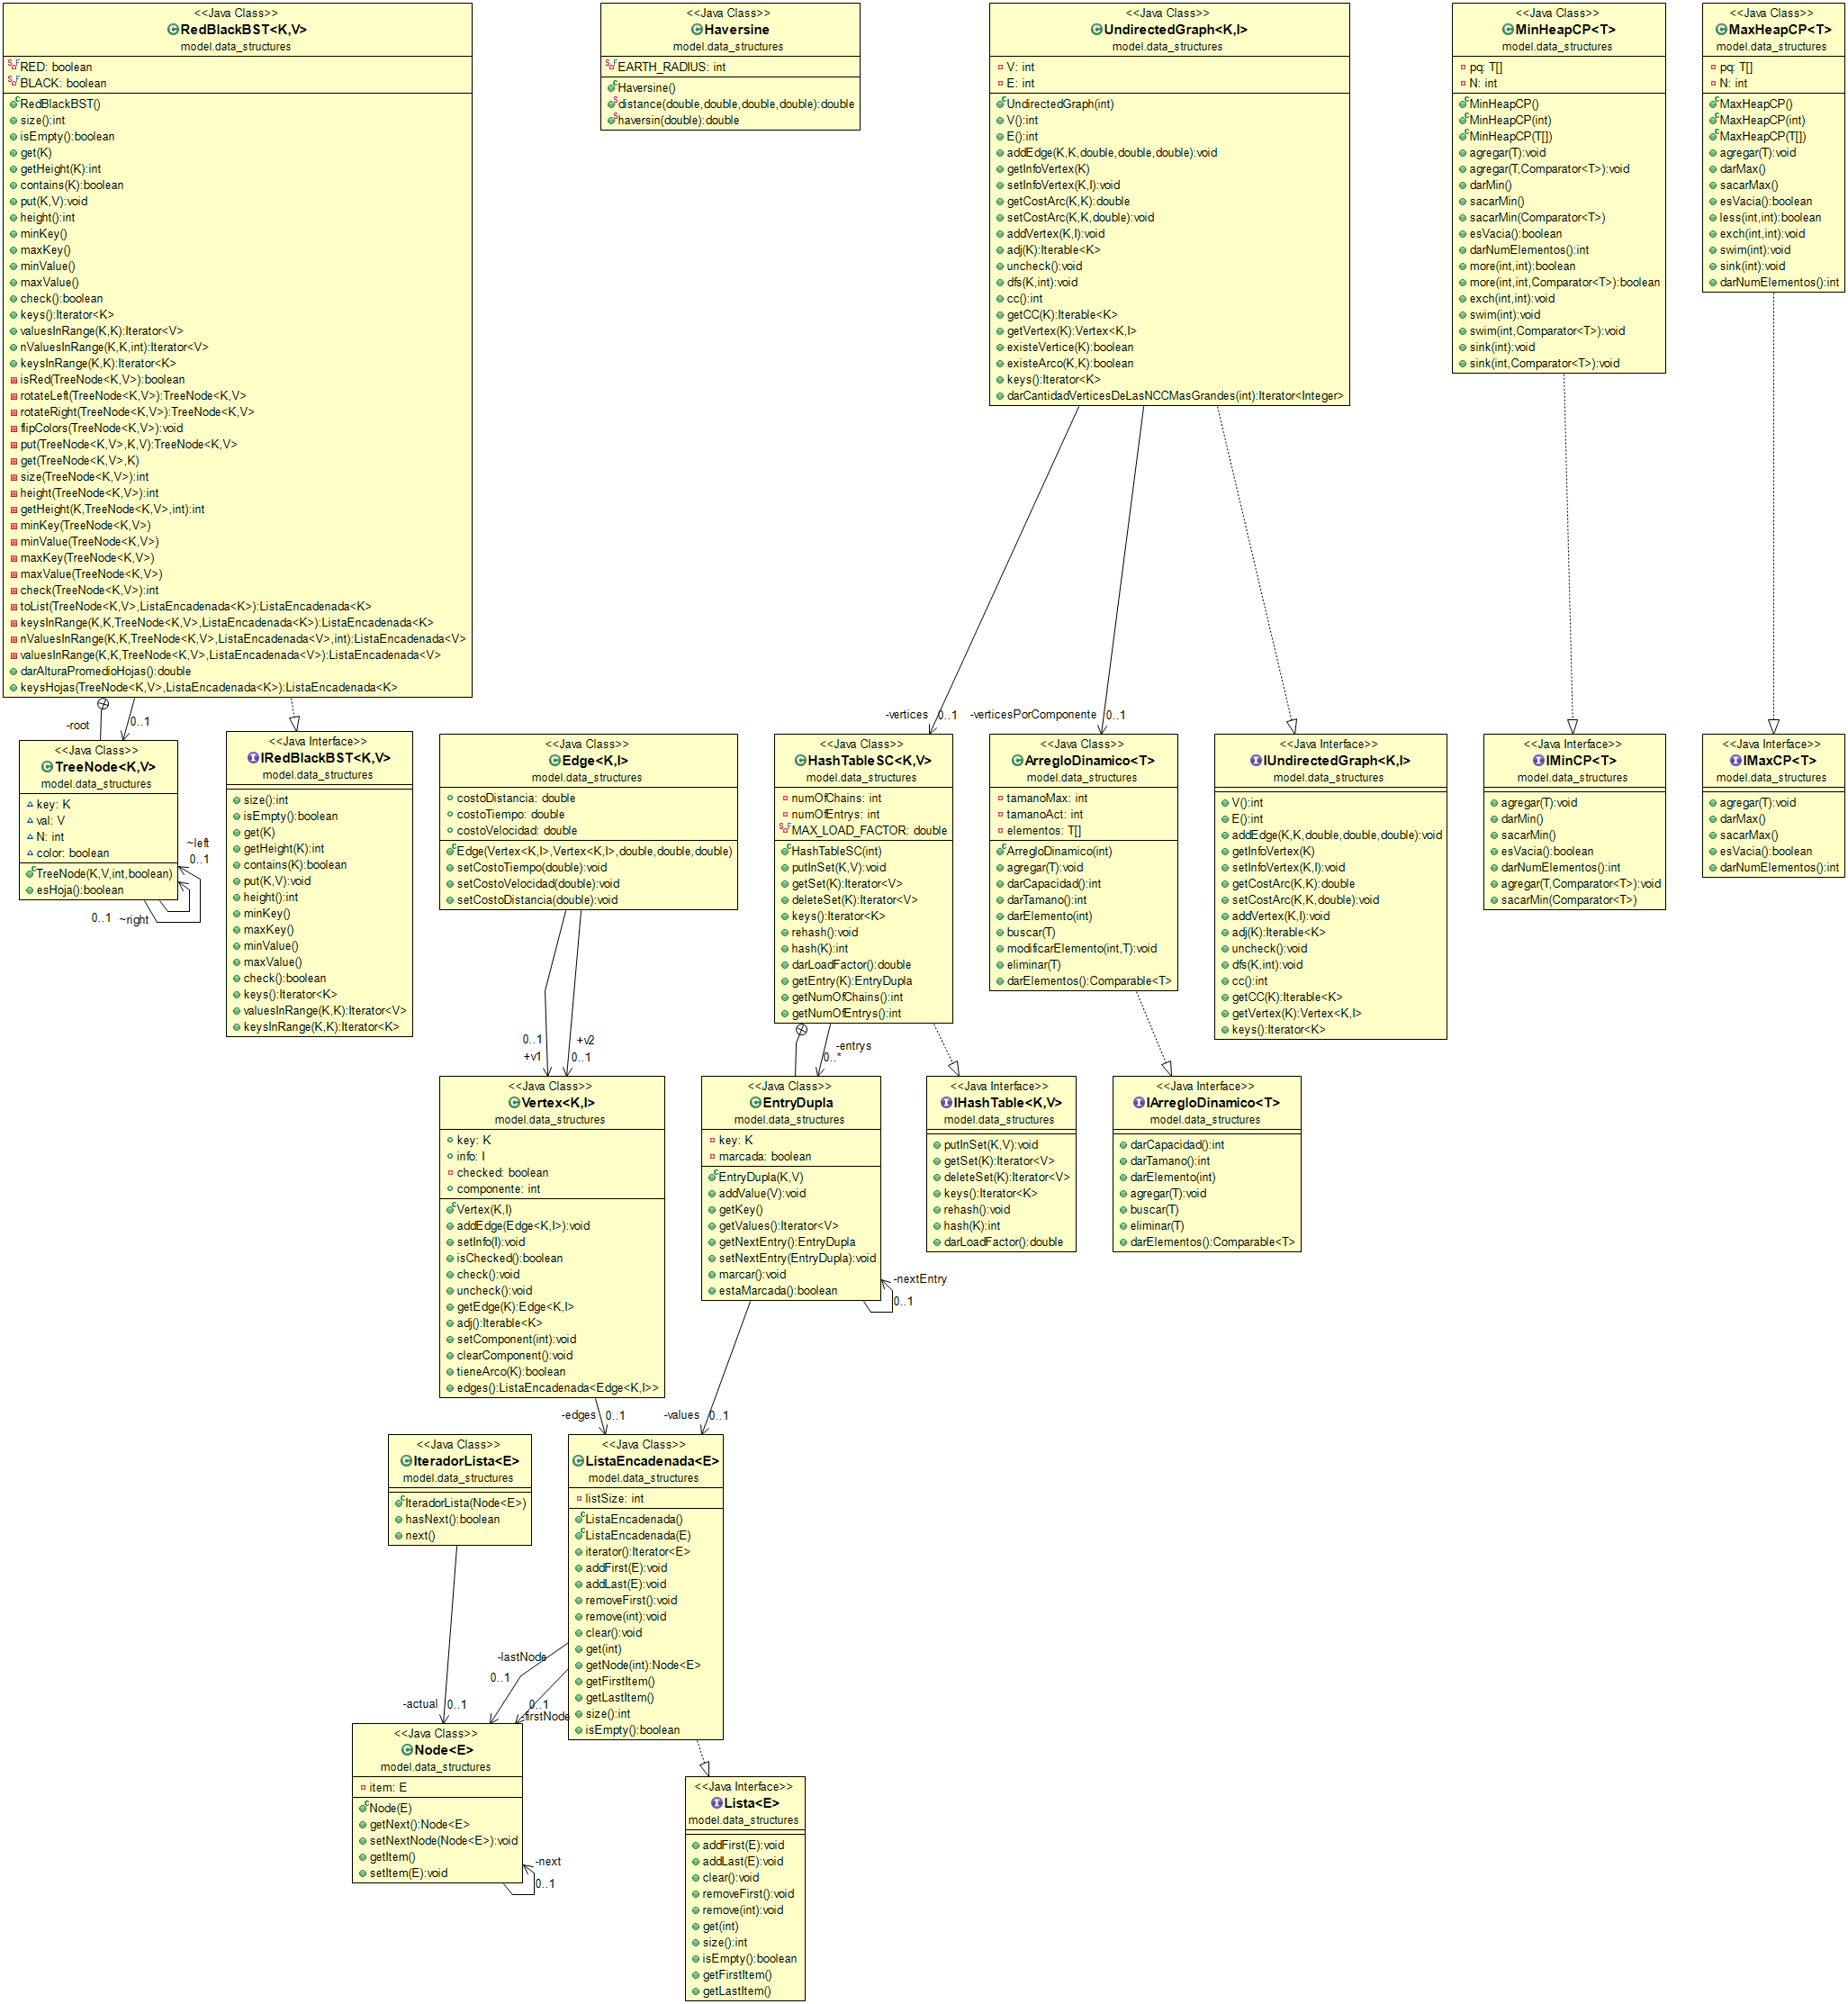 <<Java Class>>
RedBlackBST<K,V>
model.data_structures
RED: boolean
BLACK: boolean
RedBlackBST()
size():int
isEmpty():boolean
get(K)
getHeight(K):int
contains(K):boolean
put(K,V):void
height():int
minKey()
maxKey()
minValue()
maxValue()
check():boolean
keys():Iterator<K>
valuesInRange(K,K):Iterator<V>
nValuesInRange(K,K,int):Iterator<V>
keysInRange(K,K):Iterator<K>
isRed(TreeNode<K,V>):boolean
rotateLeft(TreeNode<K,V>):TreeNode<K,V>
rotateRight(TreeNode<K,V>):TreeNode<K,V>
flipColors(TreeNode<K,V>):void
put(TreeNode<K,V>,K,V):TreeNode<K,V>
get(TreeNode<K,V>,K)
size(TreeNode<K,V>):int
height(TreeNode<K,V>):int
getHeight(K,TreeNode<K,V>,int):int
minKey(TreeNode<K,V>)
minValue(TreeNode<K,V>)
maxKey(TreeNode<K,V>)
maxValue(TreeNode<K,V>)
check(TreeNode<K,V>):int
toList(TreeNode<K,V>,ListaEncadenada<K>):ListaEncadenada<K>
keysInRange(K,K,TreeNode<K,V>,ListaEncadenada<K>):ListaEncadenada<K>
nValuesInRange(K,K,TreeNode<K,V>,ListaEncadenada<V>,int):ListaEncadenada<V>
valuesInRange(K,K,TreeNode<K,V>,ListaEncadenada<V>):ListaEncadenada<V>
darAlturaPromedioHojas():double
keysHojas(TreeNode<K,V>,ListaEncadenada<K>):ListaEncadenada<K>
<<Java Class>>
Haversine
model.data_structures
EARTH_RADIUS: int
Haversine()
distance(double,double,double,double):double
haversin(double):double
<<Java Class>>
UndirectedGraph<K,I>
model.data_structures
V: int
E: int
UndirectedGraph(int)
V():int
E():int
addEdge(K,K,double,double,double):void
getInfoVertex(K)
setInfoVertex(K,I):void
getCostArc(K,K):double
setCostArc(K,K,double):void
addVertex(K,I):void
adj(K):Iterable<K>
uncheck():void
dfs(K,int):void
cc():int
getCC(K):Iterable<K>
getVertex(K):Vertex<K,I>
existeVertice(K):boolean
existeArco(K,K):boolean
keys():Iterator<K>
darCantidadVerticesDeLasNCCMasGrandes(int):Iterator<Integer>
<<Java Class>>
MinHeapCP<T>
model.data_structures
pq: T[]
N: int
MinHeapCP()
MinHeapCP(int)
MinHeapCP(T[])
agregar(T):void
agregar(T,Comparator<T>):void
darMin()
sacarMin()
sacarMin(Comparator<T>)
esVacia():boolean
darNumElementos():int
more(int,int):boolean
more(int,int,Comparator<T>):boolean
exch(int,int):void
swim(int):void
swim(int,Comparator<T>):void
sink(int):void
sink(int,Comparator<T>):void
<<Java Class>>
MaxHeapCP<T>
model.data_structures
pq: T[]
N: int
MaxHeapCP()
MaxHeapCP(int)
MaxHeapCP(T[])
agregar(T):void
darMax()
sacarMax()
esVacia():boolean
less(int,int):boolean
exch(int,int):void
swim(int):void
sink(int):void
darNumElementos():int
-root
0..1
-vertices
0..1
-verticesPorComponente
0..1
<<Java Class>>
TreeNode<K,V>
model.data_structures
key: K
val: V
N: int
color: boolean
TreeNode(K,V,int,boolean)
esHoja():boolean
~left
0..1
0..1
~right
<<Java Interface>>
IRedBlackBST<K,V>
model.data_structures
size():int
isEmpty():boolean
get(K)
getHeight(K):int
contains(K):boolean
put(K,V):void
height():int
minKey()
maxKey()
minValue()
maxValue()
check():boolean
keys():Iterator<K>
valuesInRange(K,K):Iterator<V>
keysInRange(K,K):Iterator<K>
<<Java Class>>
Edge<K,I>
model.data_structures
costoDistancia: double
costoTiempo: double
costoVelocidad: double
Edge(Vertex<K,I>,Vertex<K,I>,double,double,double)
setCostoTiempo(double):void
setCostoVelocidad(double):void
setCostoDistancia(double):void
<<Java Class>>
HashTableSC<K,V>
model.data_structures
numOfChains: int
numOfEntrys: int
MAX_LOAD_FACTOR: double
HashTableSC(int)
putInSet(K,V):void
getSet(K):Iterator<V>
deleteSet(K):Iterator<V>
keys():Iterator<K>
rehash():void
hash(K):int
darLoadFactor():double
getEntry(K):EntryDupla
getNumOfChains():int
getNumOfEntrys():int
<<Java Class>>
ArregloDinamico<T>
model.data_structures
tamanoMax: int
tamanoAct: int
elementos: T[]
ArregloDinamico(int)
agregar(T):void
darCapacidad():int
darTamano():int
darElemento(int)
buscar(T)
modificarElemento(int,T):void
eliminar(T)
darElementos():Comparable<T>
<<Java Interface>>
IUndirectedGraph<K,I>
model.data_structures
V():int
E():int
addEdge(K,K,double,double,double):void
getInfoVertex(K)
setInfoVertex(K,I):void
getCostArc(K,K):double
setCostArc(K,K,double):void
addVertex(K,I):void
adj(K):Iterable<K>
uncheck():void
dfs(K,int):void
cc():int
getCC(K):Iterable<K>
getVertex(K):Vertex<K,I>
keys():Iterator<K>
<<Java Interface>>
IMinCP<T>
model.data_structures
agregar(T):void
darMin()
sacarMin()
esVacia():boolean
darNumElementos():int
agregar(T,Comparator<T>):void
sacarMin(Comparator<T>)
<<Java Interface>>
IMaxCP<T>
model.data_structures
agregar(T):void
darMax()
sacarMax()
esVacia():boolean
darNumElementos():int
0..1
+v1
+v2
0..1
-entrys
0..*
<<Java Class>>
Vertex<K,I>
model.data_structures
key: K
info: I
checked: boolean
componente: int
Vertex(K,I)
addEdge(Edge<K,I>):void
setInfo(I):void
isChecked():boolean
check():void
uncheck():void
getEdge(K):Edge<K,I>
adj():Iterable<K>
setComponent(int):void
clearComponent():void
tieneArco(K):boolean
edges():ListaEncadenada<Edge<K,I>>
<<Java Class>>
EntryDupla
model.data_structures
key: K
marcada: boolean
EntryDupla(K,V)
addValue(V):void
getKey()
getValues():Iterator<V>
getNextEntry():EntryDupla
setNextEntry(EntryDupla):void
marcar():void
estaMarcada():boolean
-nextEntry
0..1
<<Java Interface>>
IHashTable<K,V>
model.data_structures
putInSet(K,V):void
getSet(K):Iterator<V>
deleteSet(K):Iterator<V>
keys():Iterator<K>
rehash():void
hash(K):int
darLoadFactor():double
<<Java Interface>>
IArregloDinamico<T>
model.data_structures
darCapacidad():int
darTamano():int
darElemento(int)
agregar(T):void
buscar(T)
eliminar(T)
darElementos():Comparable<T>
-edges
0..1
-values
0..1
<<Java Class>>
IteradorLista<E>
model.data_structures
IteradorLista(Node<E>)
hasNext():boolean
next()
<<Java Class>>
ListaEncadenada<E>
model.data_structures
listSize: int
ListaEncadenada()
ListaEncadenada(E)
iterator():Iterator<E>
addFirst(E):void
addLast(E):void
removeFirst():void
remove(int):void
clear():void
get(int)
getNode(int):Node<E>
getFirstItem()
getLastItem()
size():int
isEmpty():boolean
-lastNode
0..1
-actual
0..1
0..1
-firstNode
<<Java Class>>
Node<E>
model.data_structures
item: E
Node(E)
getNext():Node<E>
setNextNode(Node<E>):void
getItem()
setItem(E):void
-next
0..1
<<Java Interface>>
Lista<E>
model.data_structures
addFirst(E):void
addLast(E):void
clear():void
removeFirst():void
remove(int):void
get(int)
size():int
isEmpty():boolean
getFirstItem()
getLastItem()